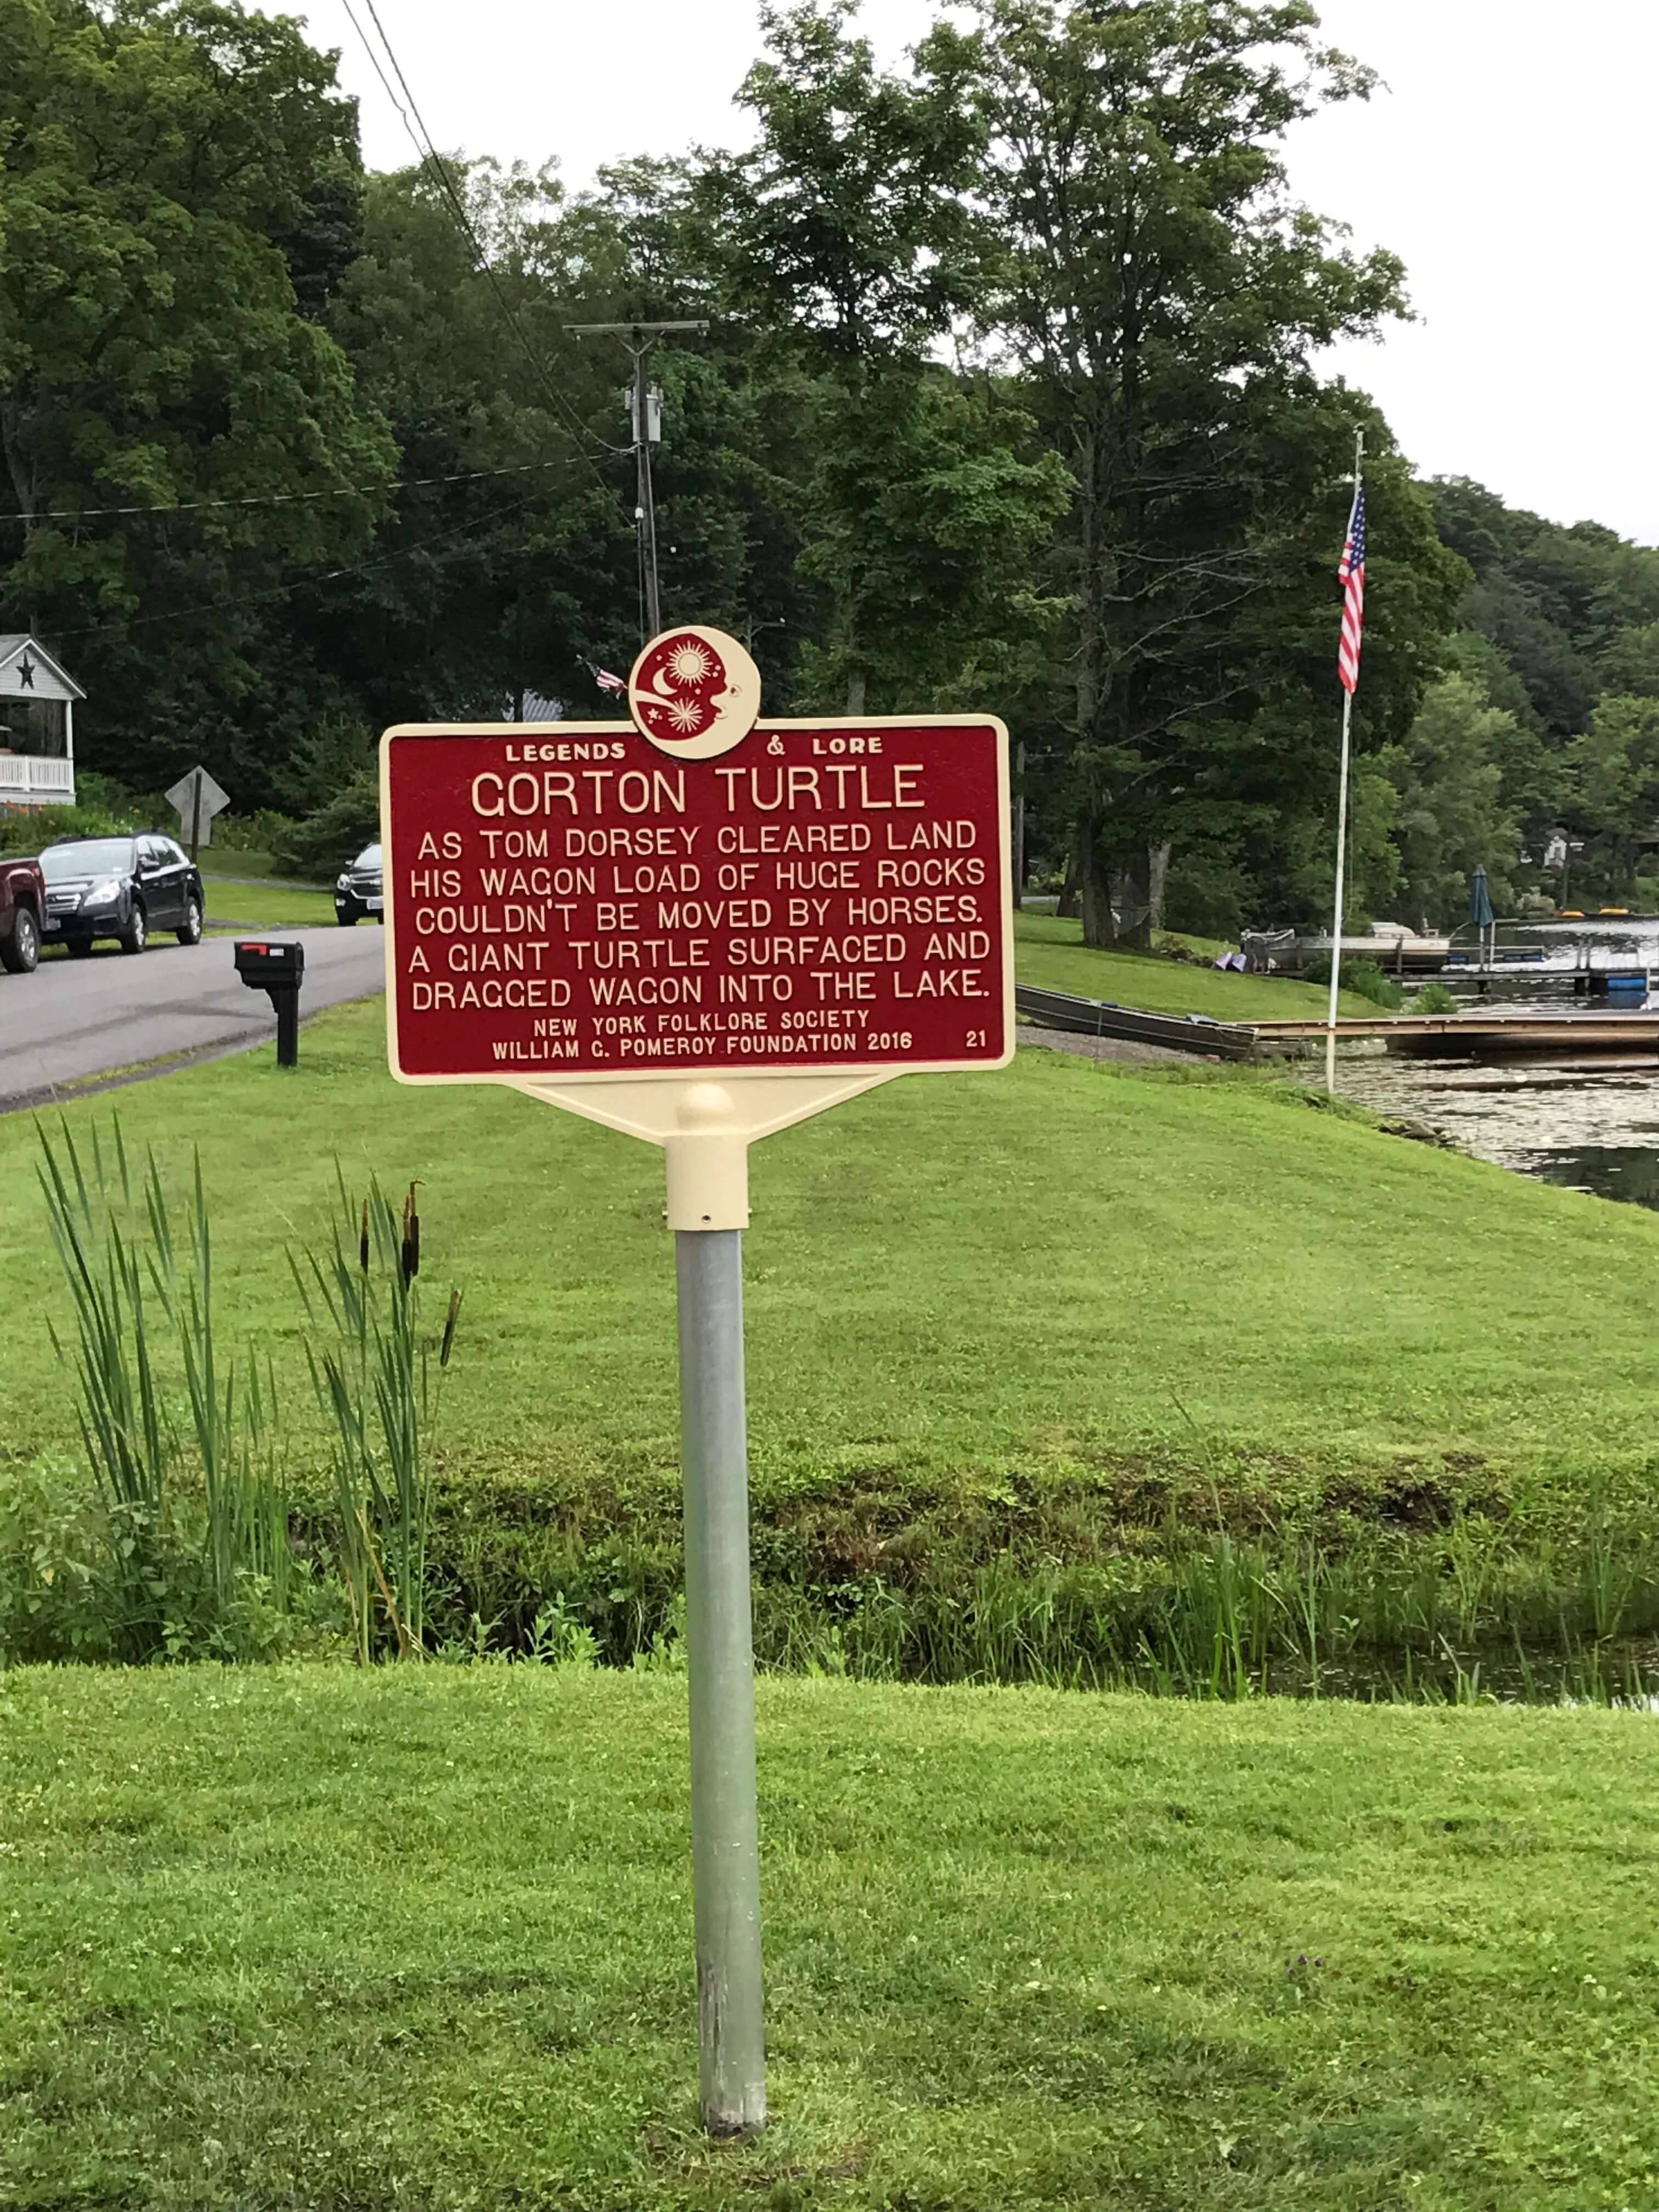 LEGENDS & LORE
GORTON TURTLE
AS TOM DORSEY CLEARED LAND
HIS WAGON LOAD OF HUGE ROCKS
COULDN'T BE MOVED BY HORSES.
A GIANT TURTLE SURFACED AND
DRAGGED WAGON INTO THE LAKE.
NEW YORK FOLKLORE SOCIETY
WILLIAM G. POMEROY FOUNDATION 2016 21